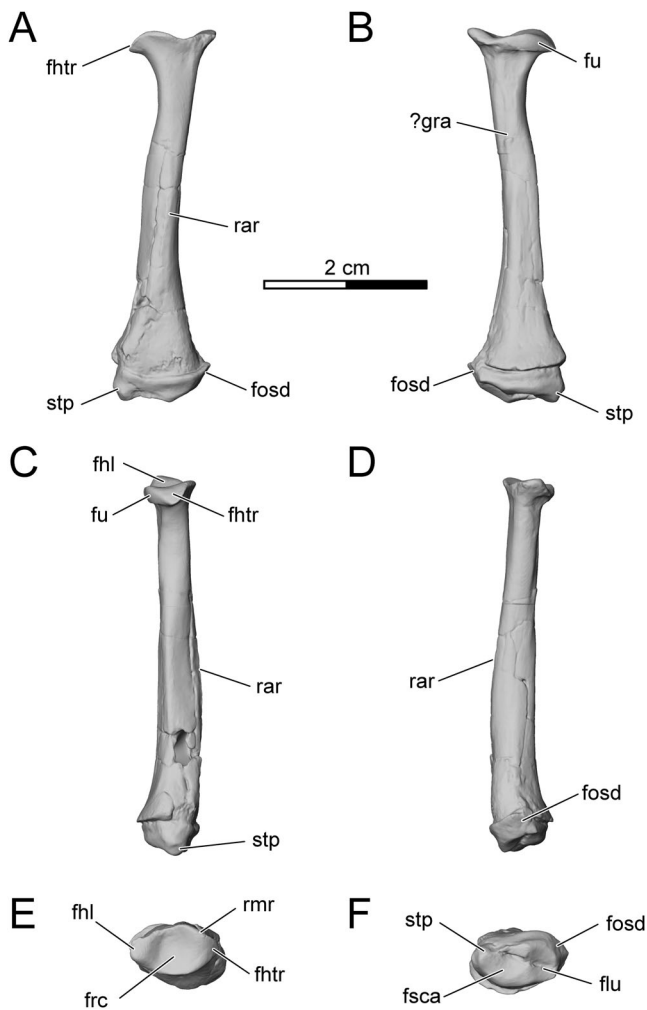 A
B
fhtr
fu
?gra
rar
2 cm
fosd
fosd
stp
stp
C
D
fhl
fu
fhtr
rar
rar
fosd
stp
E
F
fhl
rmr
stp
fosd
frc
fhtr
fsca
flu